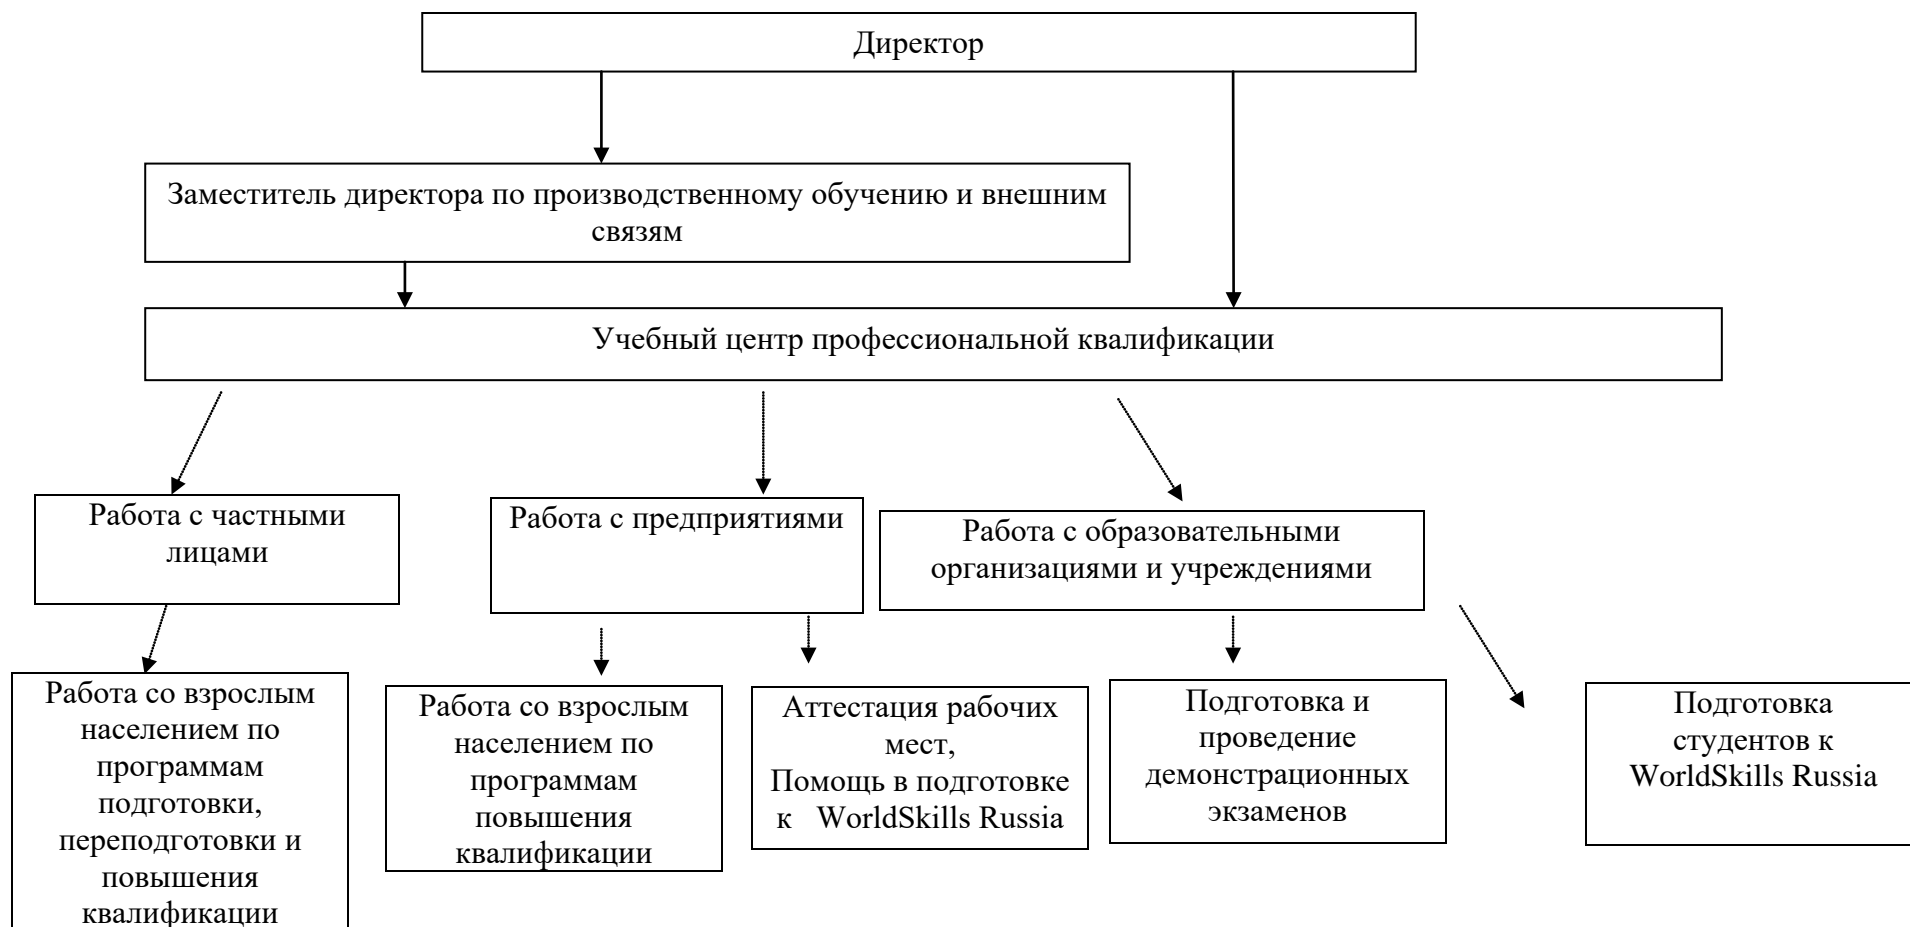 Директор
Заместитель директора по производственному обучению и внешним
связям
Учебный центр профессиональной квалификации
Работа с частными
лицами
Работа с предприятиями
Работа с образовательными
организациями и учреждениями
Работа со взрослым
населением по
программам
подготовки,
переподготовки и
повышения
квалификации
Работа со взрослым
населением по
программам
повышения
квалификации
Аттестация рабочих
мест,
Помощь в подготовке
к WorldSkills Russia
Подготовка и
проведение
демонстрационных
экзаменов
Подготовка
студентов к
WorldSkills Russia